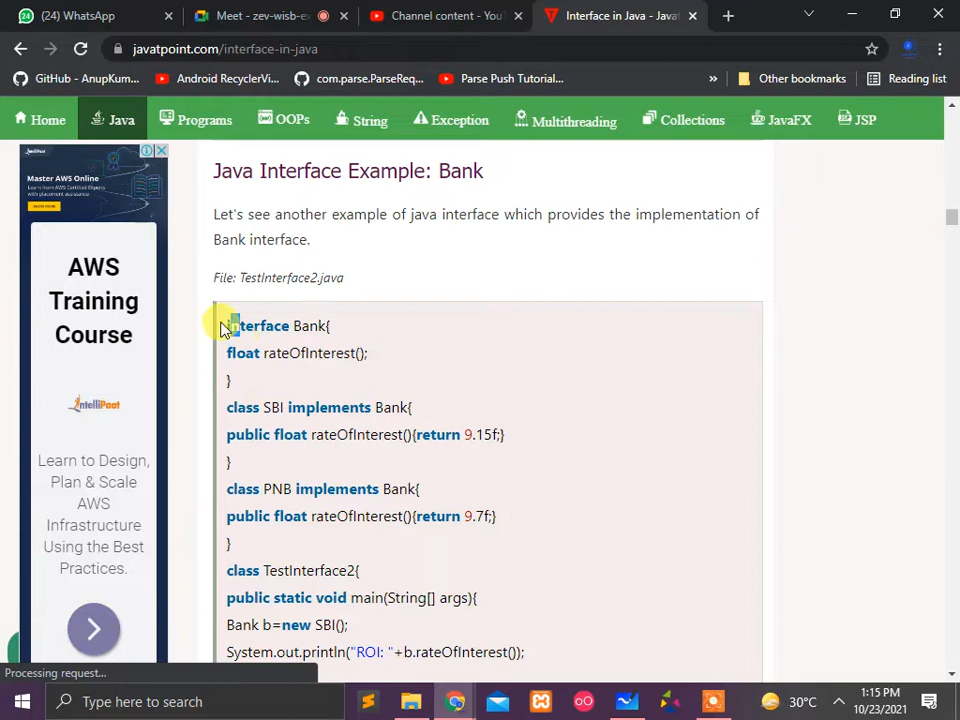 (24) WhatsApp
Meet - zev-wisb-e
Channel content - You
Interface in Java - Javat
javatpoint.com/interface-in-java
GitHub - AnupKum...
Android RecyclerVi...
com.parse.ParseReq...
Parse Push Tutorial...
»
Other bookmarks
Reading list
Home
Java
Programs
OOPs
String
Exception
Multithreading
Collections
JavaFX
JSP
Master AWS Online
AWS
Training
Course
INTELLIPAAT
Learn to Design,
Plan & Scale
AWS
Infrastructure
Using the Best
Practices.
Java Interface Example: Bank
Let's see another example of java interface which provides the implementation of
Bank interface.
File: TestInterface2.java
interface Bank{
float rateOfInterest();
}
class SBI implements Bank{
public float rateOfInterest(){return 9.15f;}
}
class PNB implements Bank{
public float rateOfInterest(){return 9.7f;}
}
class TestInterface2{
public static void main(String[] args){
Bank b=new SBI();
System.out.println("ROI: "+b.rateOfInterest());
Processing request...
Type here to search
30°C
1:15 PM
10/23/2021